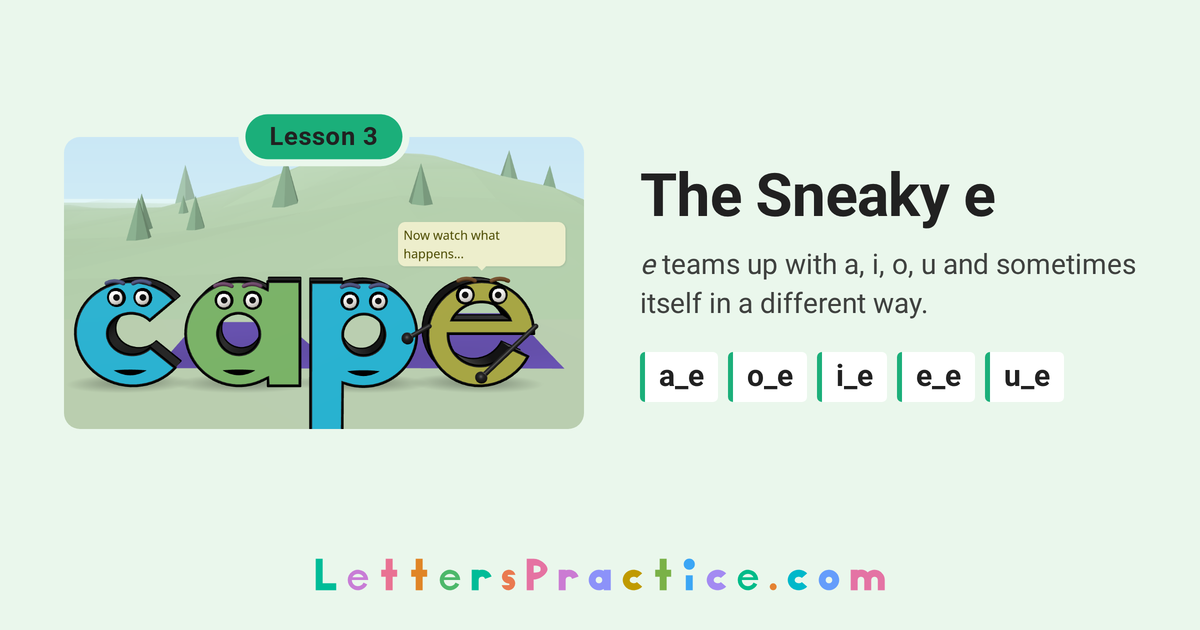 Lesson 3
Now watch what
happens...
cape
The Sneaky e
e teams up with a, i, o, u and sometimes
itself in a different way.
a_e o_e i_e e_e u_e
LettersPractice.com